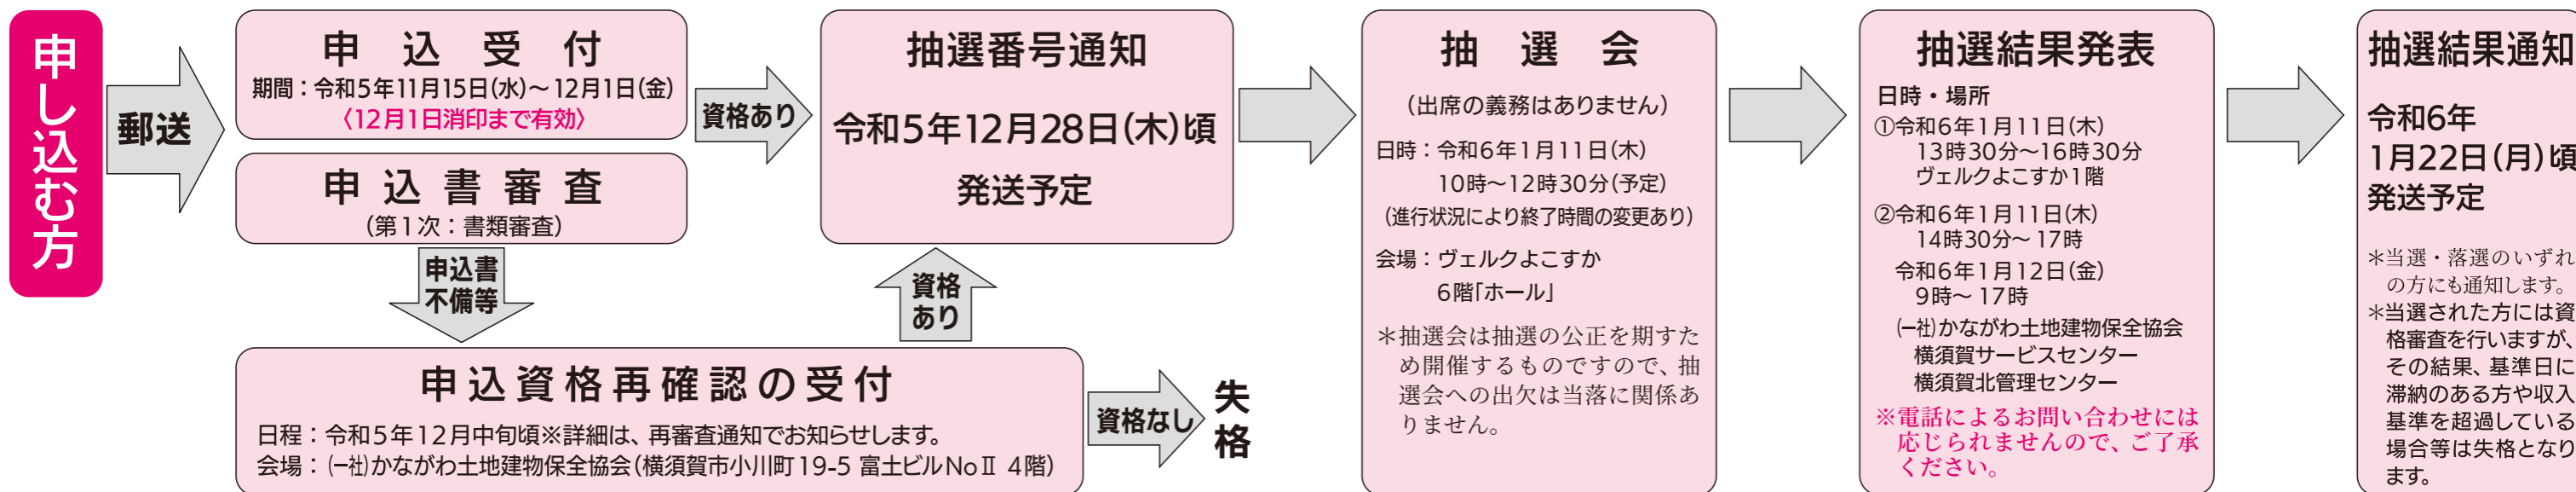 申し込む方
郵送
申込受付
期間：令和5年11月15日(水)～12月1日(金)
〈12月1日消印まで有効〉
申込書審査
(第1次：書類審査)
資格あり
申込書
不備等
申込資格再確認の受付
日程：令和5年12月中旬頃※詳細は、再審査通知でお知らせします。
会場：(一社)かながわ土地建物保全協会(横須賀市小川町19-5 富士ビルNoⅡ 4階)
資格
あり
資格なし
失格
抽選番号通知
令和5年12月28日(木)頃
発送予定
抽選会
(出席の義務はありません)
日時：令和6年1月11日(木)
10時～12時30分(予定)
(進行状況により終了時間の変更あり)
会場：ヴェルクよこすか
6階「ホール」
＊抽選会は抽選の公正を期すた
め開催するものですので、抽
選会への出欠は当落に関係あ
りません。
抽選結果発表
日時・場所
①令和6年1月11日(木)
13時30分～16時30分
ヴェルクよこすか1階
②令和6年1月11日(木)
14時30分～17時
令和6年1月12日(金)
9時～17時
(一社)かながわ土地建物保全協会
横須賀サービスセンター
横須賀北管理センター
※電話によるお問い合わせには
応じられませんので、ご了承
ください。
抽選結果通知
令和6年
1月22日(月)頃
発送予定
＊当選・落選のいずれ
の方にも通知します。
＊当選された方には資
格審査を行いますが、
その結果、基準日に
滞納のある方や収入
基準を超過している
場合等は失格となり
ます。